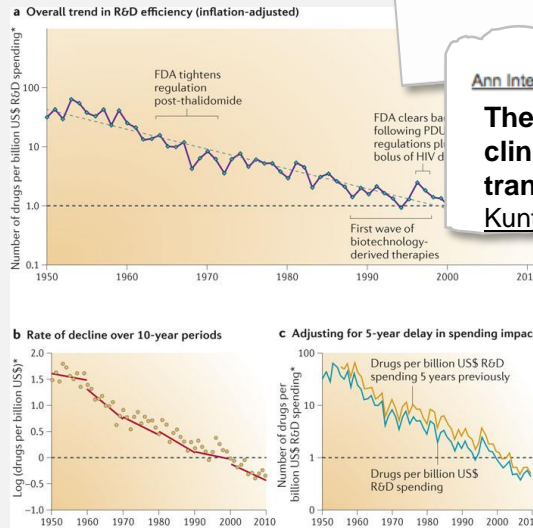 a Overall trend in R&D efficiency (inflation-adjusted)
Number of drugs per billion US$ R&D spending*
100
10
1.0
0.1
FDA tightens
regulation
post-thalidomide
FDA clears
following
regulations
bolus of HIV
First wave of
biotechnology-
derived therapies
1950 1960 1970 1980 1990 2000
Ann
The
Kun
b Rate of decline over 10-year periods
Log (drugs per billion US$)*
2.0
1.5
1.0
0.5
0
–0.5
–1.0
1950 1960 1970 1980 1990 2000 2010
c Adjusting for 5-year delay in spending impac
Number of drugs per
billion US$ R&D spending*
100
10
1
0
Drugs per billion US$ R&D
spending 5 years previously
Drugs per billion US$
R&D spending
1950 1960 1970 1980 1990 2000